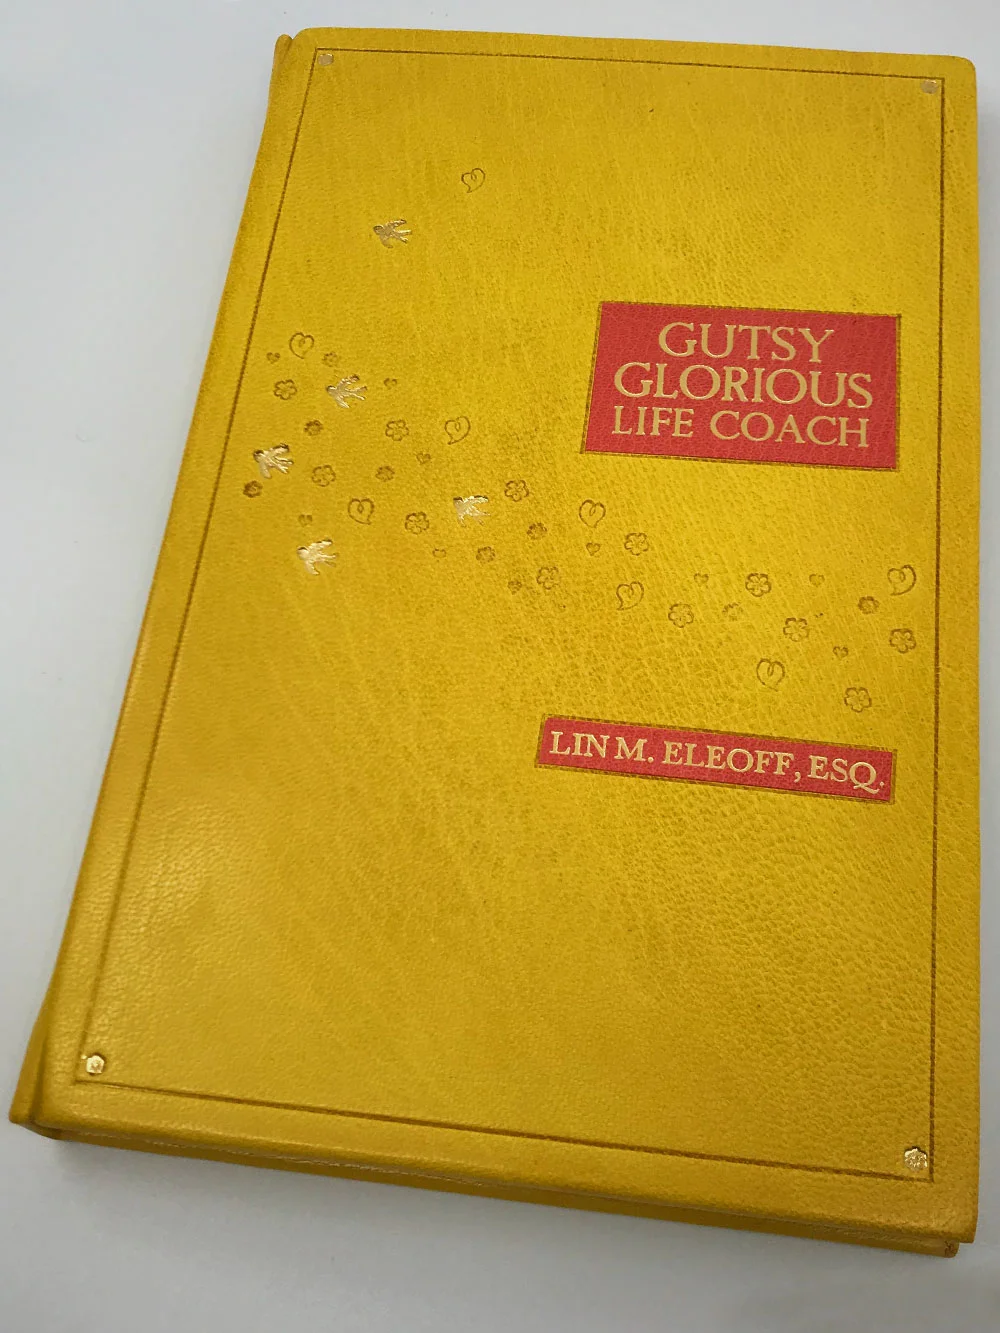 GUTSY
GLORIOUS
LIFE COACH
LIN M. ELEOFF, ESQ.